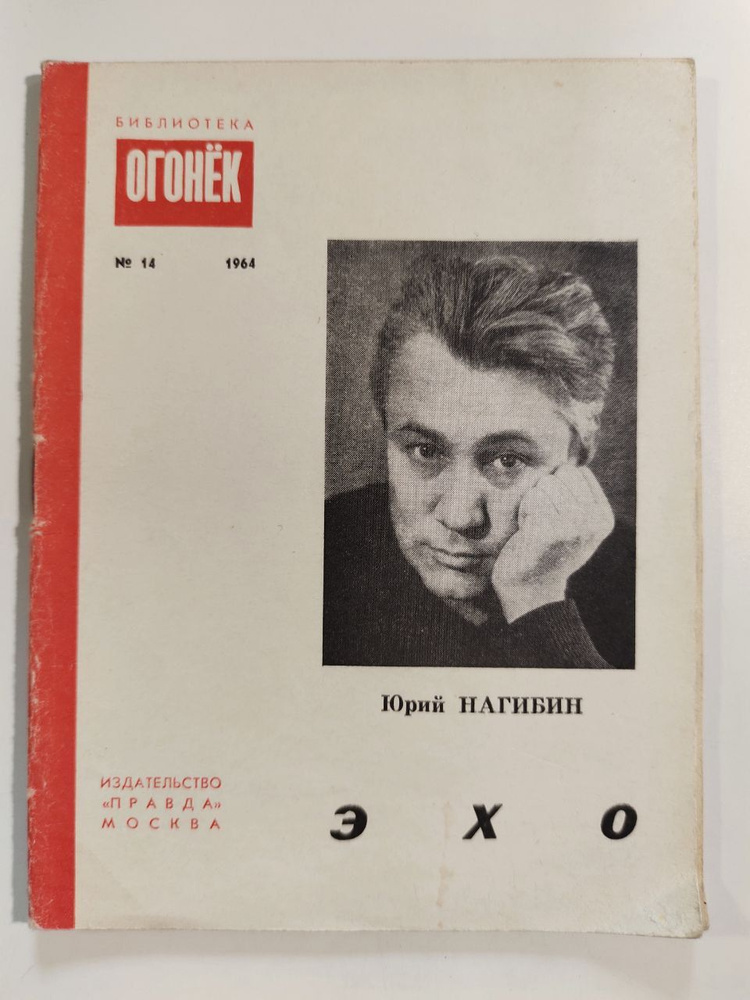 БИБЛИОТЕКА
ОГОНЁК
№ 14 1964
Юрий НАГИБИН
ИЗДАТЕЛЬСТВО
«ПРАВДА»
МОСКВА
ЭХО